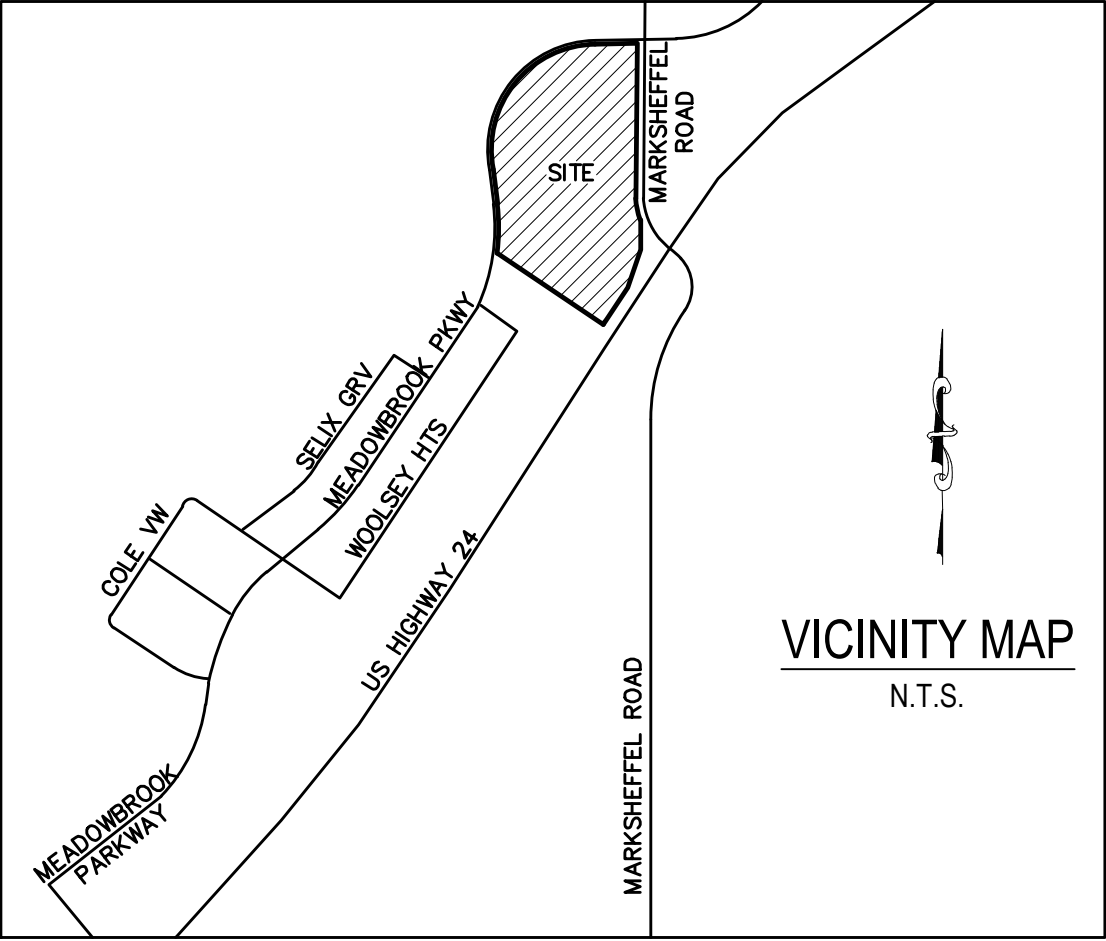 MARKSHEFFEL
ROAD
SITE
MEADOWBROOK PKWY
SELIX GRV
WOOLSEY HTS
COLE VW
US HIGHWAY 24
VICINITY MAP
N.T.S.
MARKSHEFFEL ROAD
MEADOWBROOK
PARKWAY